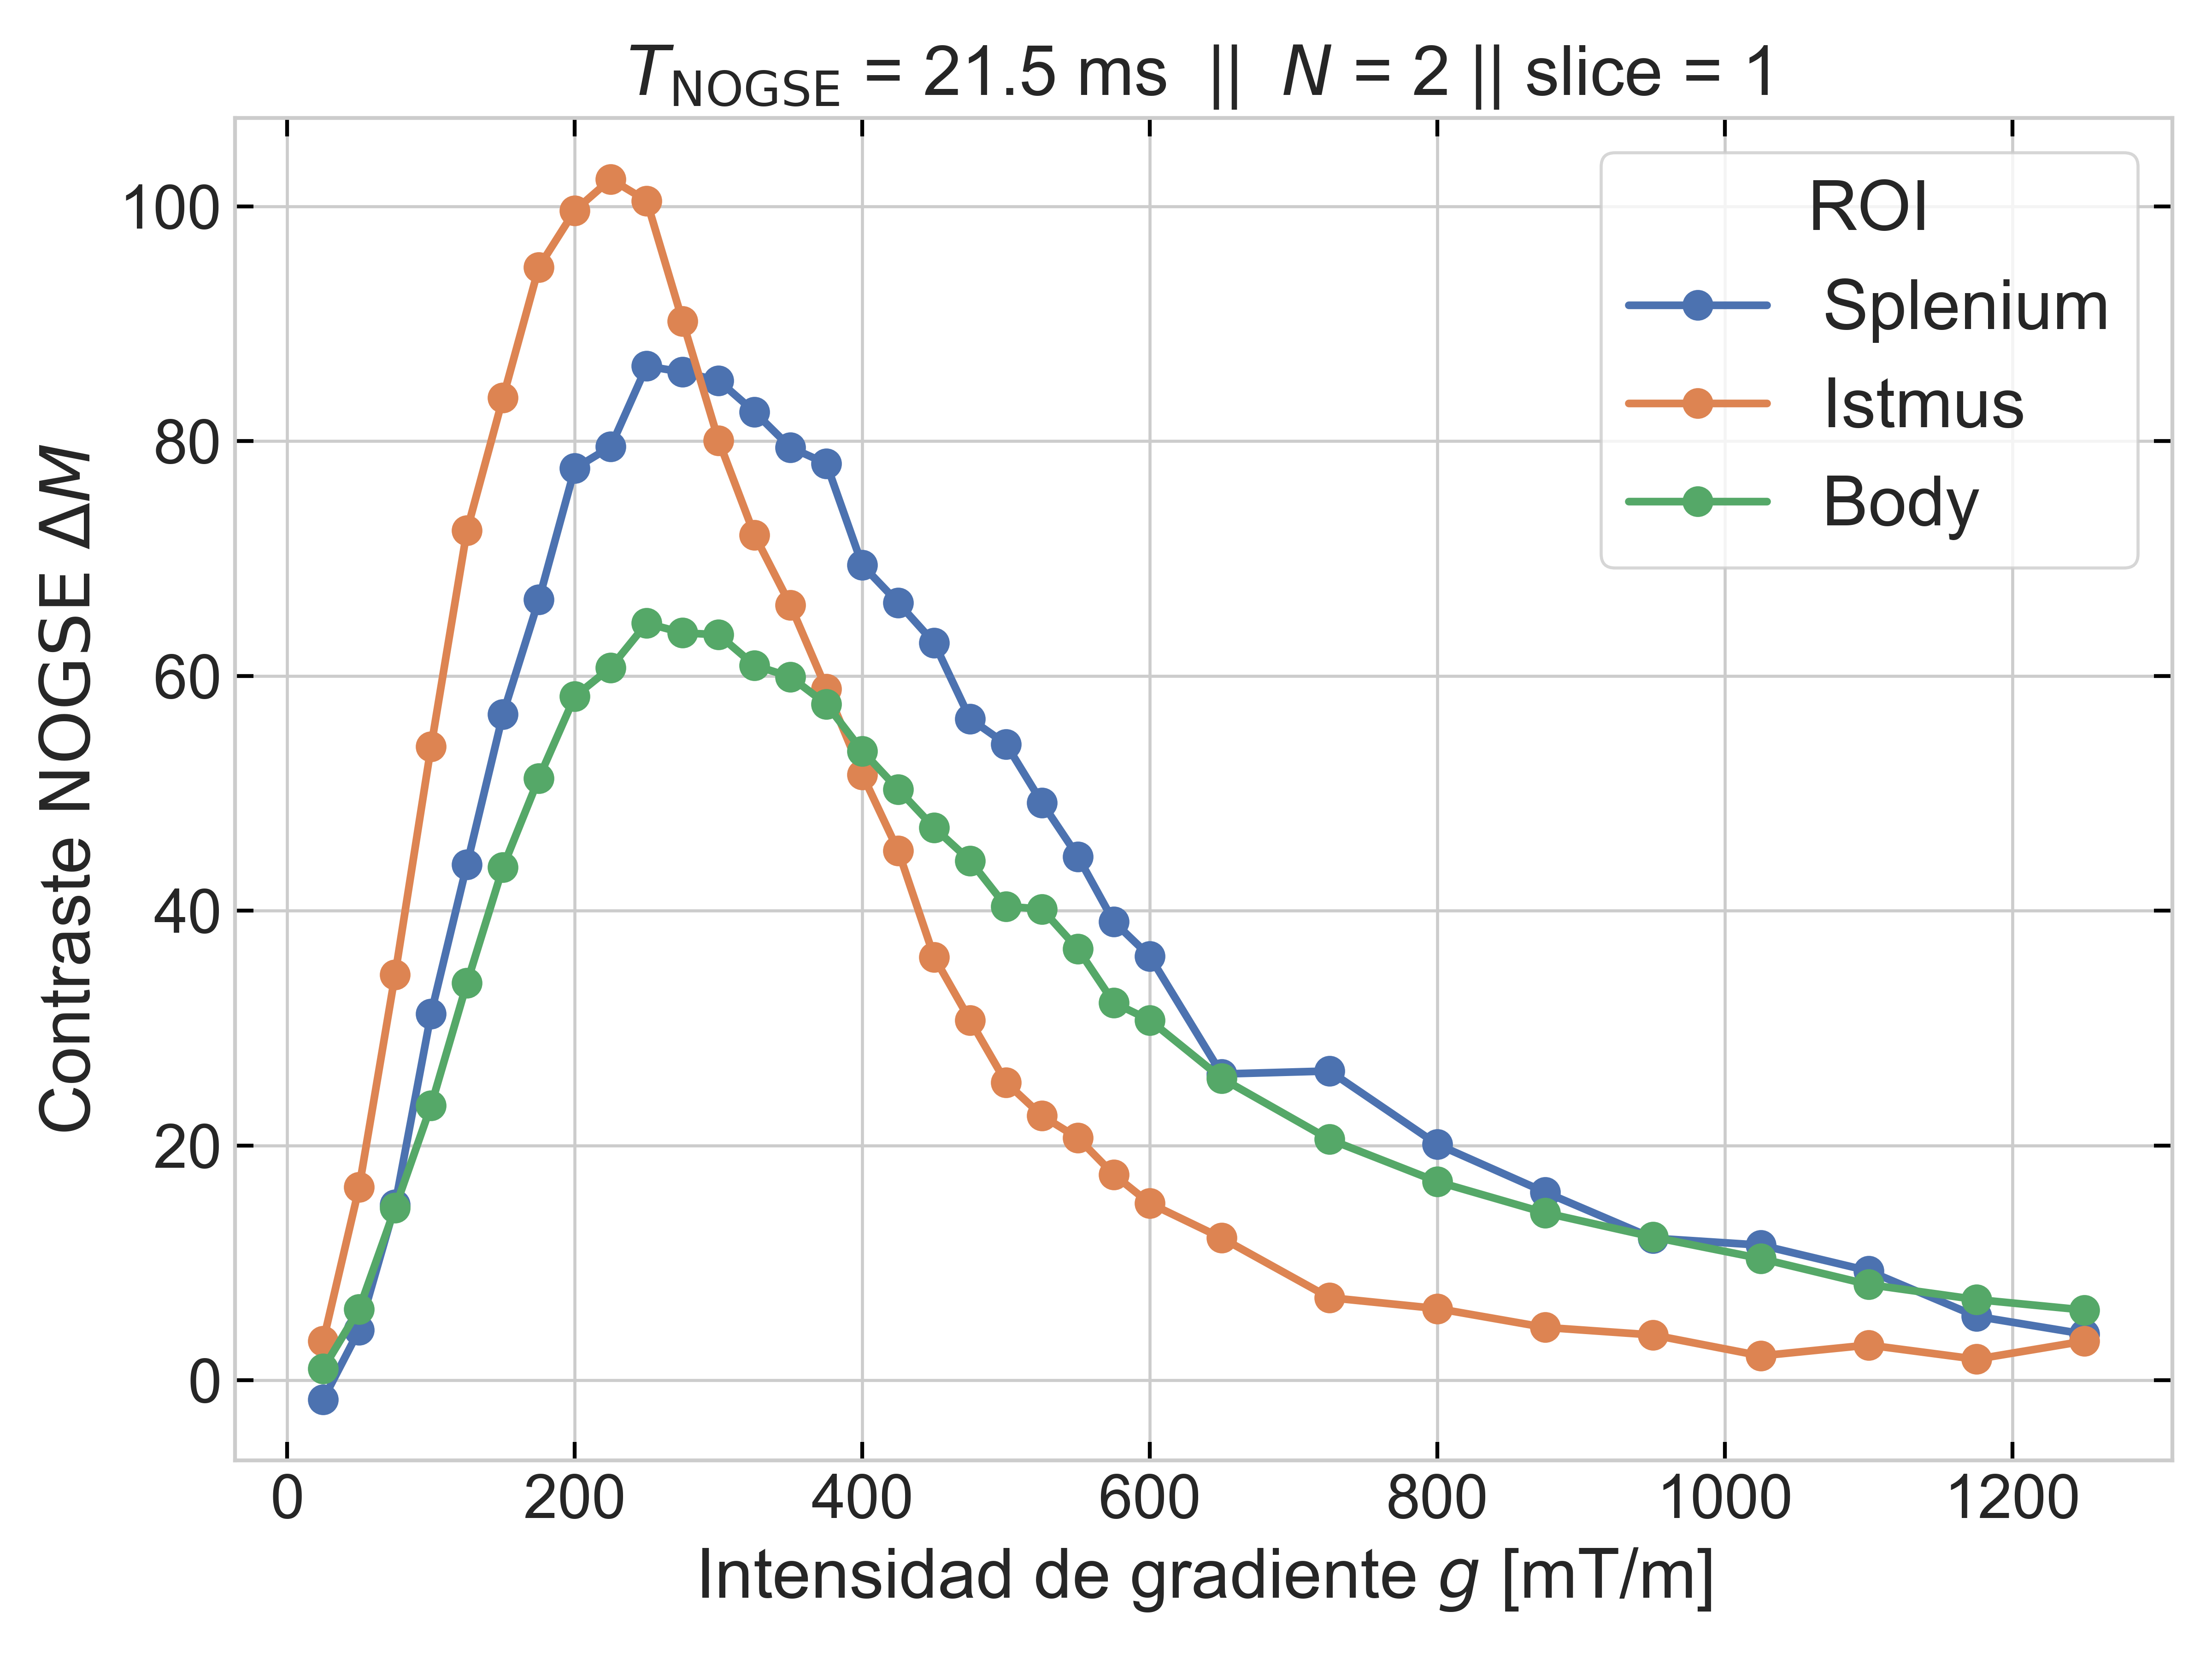 T_NOGSE = 21.5 ms || N = 2 || slice = 1
Contraste NOGSE ΔM
100
80
60
40
20
0
ROI
Splenium
Istmus
Body
0 200 400 600 800 1000 1200
Intensidad de gradiente g [mT/m]